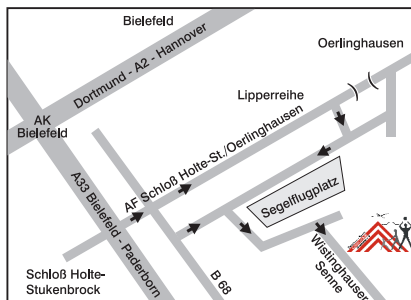 Bielefeld
Oerlinghausen
Dortmund - A2 - Hannover
Lipperreihe
AK
Bielefeld
AF Schloß Holte-St./Oerlinghausen
A33 Bielefeld - Paderborn
Segelflugplatz
Schloß Holte-
Stukenbrock
B 68
Wistinghauser
Senne